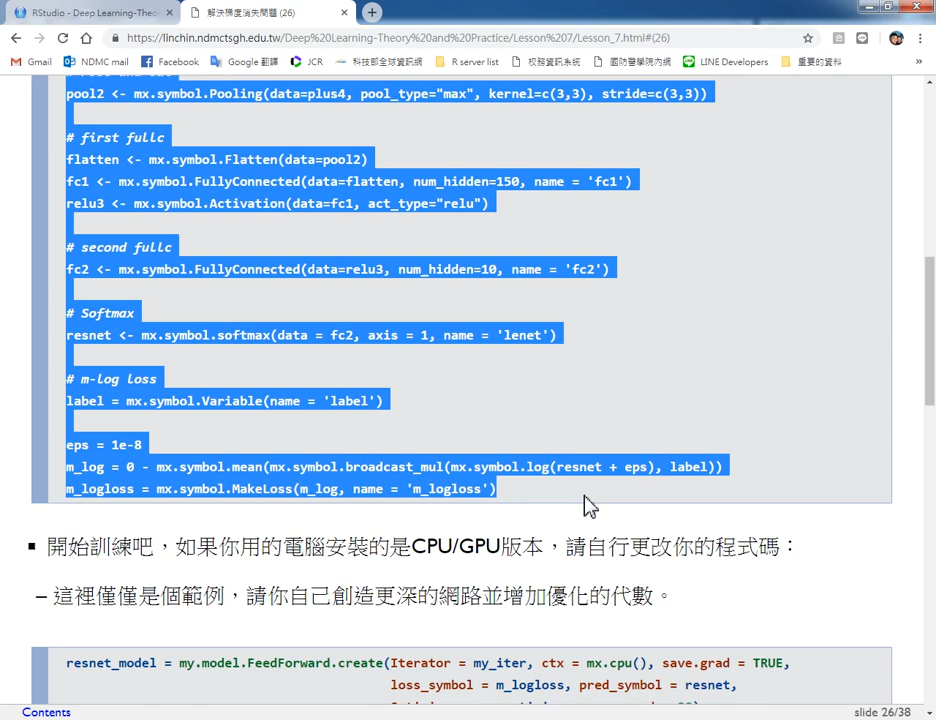 RStudio - Deep Learning-The
解決梯度消失問題 (26)
https://linchin.ndmctsgh.edu.tw/Deep%20Learning-Theory%20and%20Practice/Lesson%207/Lesson_7.html#(26)
Gmail
NDMC mail
Facebook
Google 翻譯
JCR
科技部全球資訊網
R server list
校務資訊系統
國防醫學院內網
LINE Developers
重要的資料
»
pool2 <- mx.symbol.Pooling(data=plus4, pool_type="max", kernel=c(3,3), stride=c(3,3))
# first fullc
flatten <- mx.symbol.Flatten(data=pool2)
fc1 <- mx.symbol.FullyConnected(data=flatten, num_hidden=150, name = 'fc1')
relu3 <- mx.symbol.Activation(data=fc1, act_type="relu")
# second fullc
fc2 <- mx.symbol.FullyConnected(data=relu3, num_hidden=10, name = 'fc2')
# Softmax
resnet <- mx.symbol.softmax(data = fc2, axis = 1, name = 'lenet')
# m-log loss
label = mx.symbol.Variable(name = 'label')
eps = 1e-8
m_log = 0 - mx.symbol.mean(mx.symbol.broadcast_mul(mx.symbol.log(resnet + eps), label))
m_logloss = mx.symbol.MakeLoss(m_log, name = 'm_logloss')
▪ 開始訓練吧，如果你用的電腦安裝的是CPU/GPU版本，請自行更改你的程式碼：
– 這裡僅僅是個範例，請你自己創造更深的網路並增加優化的代數。
resnet_model = my.model.FeedForward.create(Iterator = my_iter, ctx = mx.cpu(), save.grad = TRUE,
loss_symbol = m_logloss, pred_symbol = resnet,
Contents
slide 26/38